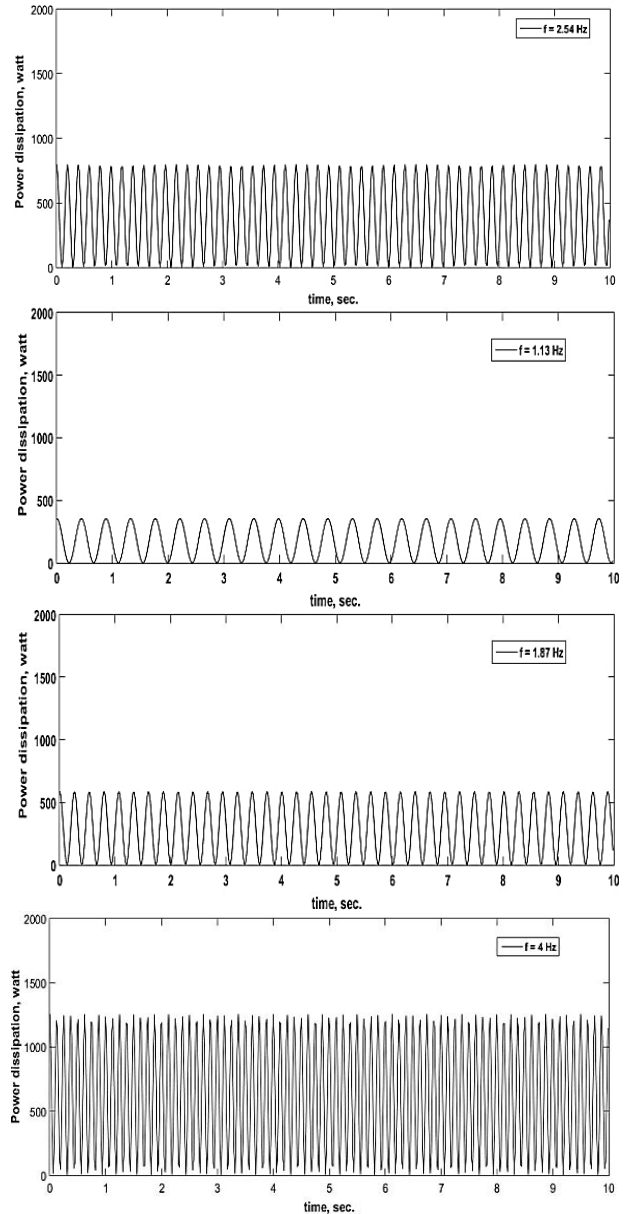 2000
f = 2.54 Hz
1500
1000
500
0
Power dissipation, watt
0 1 2 3 4 5 6 7 8 9 10
time, sec.
2000
f = 1.13 Hz
1500
1000
500
0
Power dissipation, watt
0 1 2 3 4 5 6 7 8 9 10
time, sec.
2000
f = 1.87 Hz
1500
1000
500
0
Power dissipation, watt
0 1 2 3 4 5 6 7 8 9 10
time, sec.
2000
f = 4 Hz
1500
1000
500
0
Power dissipation, watt
0 1 2 3 4 5 6 7 8 9 10
time, sec.